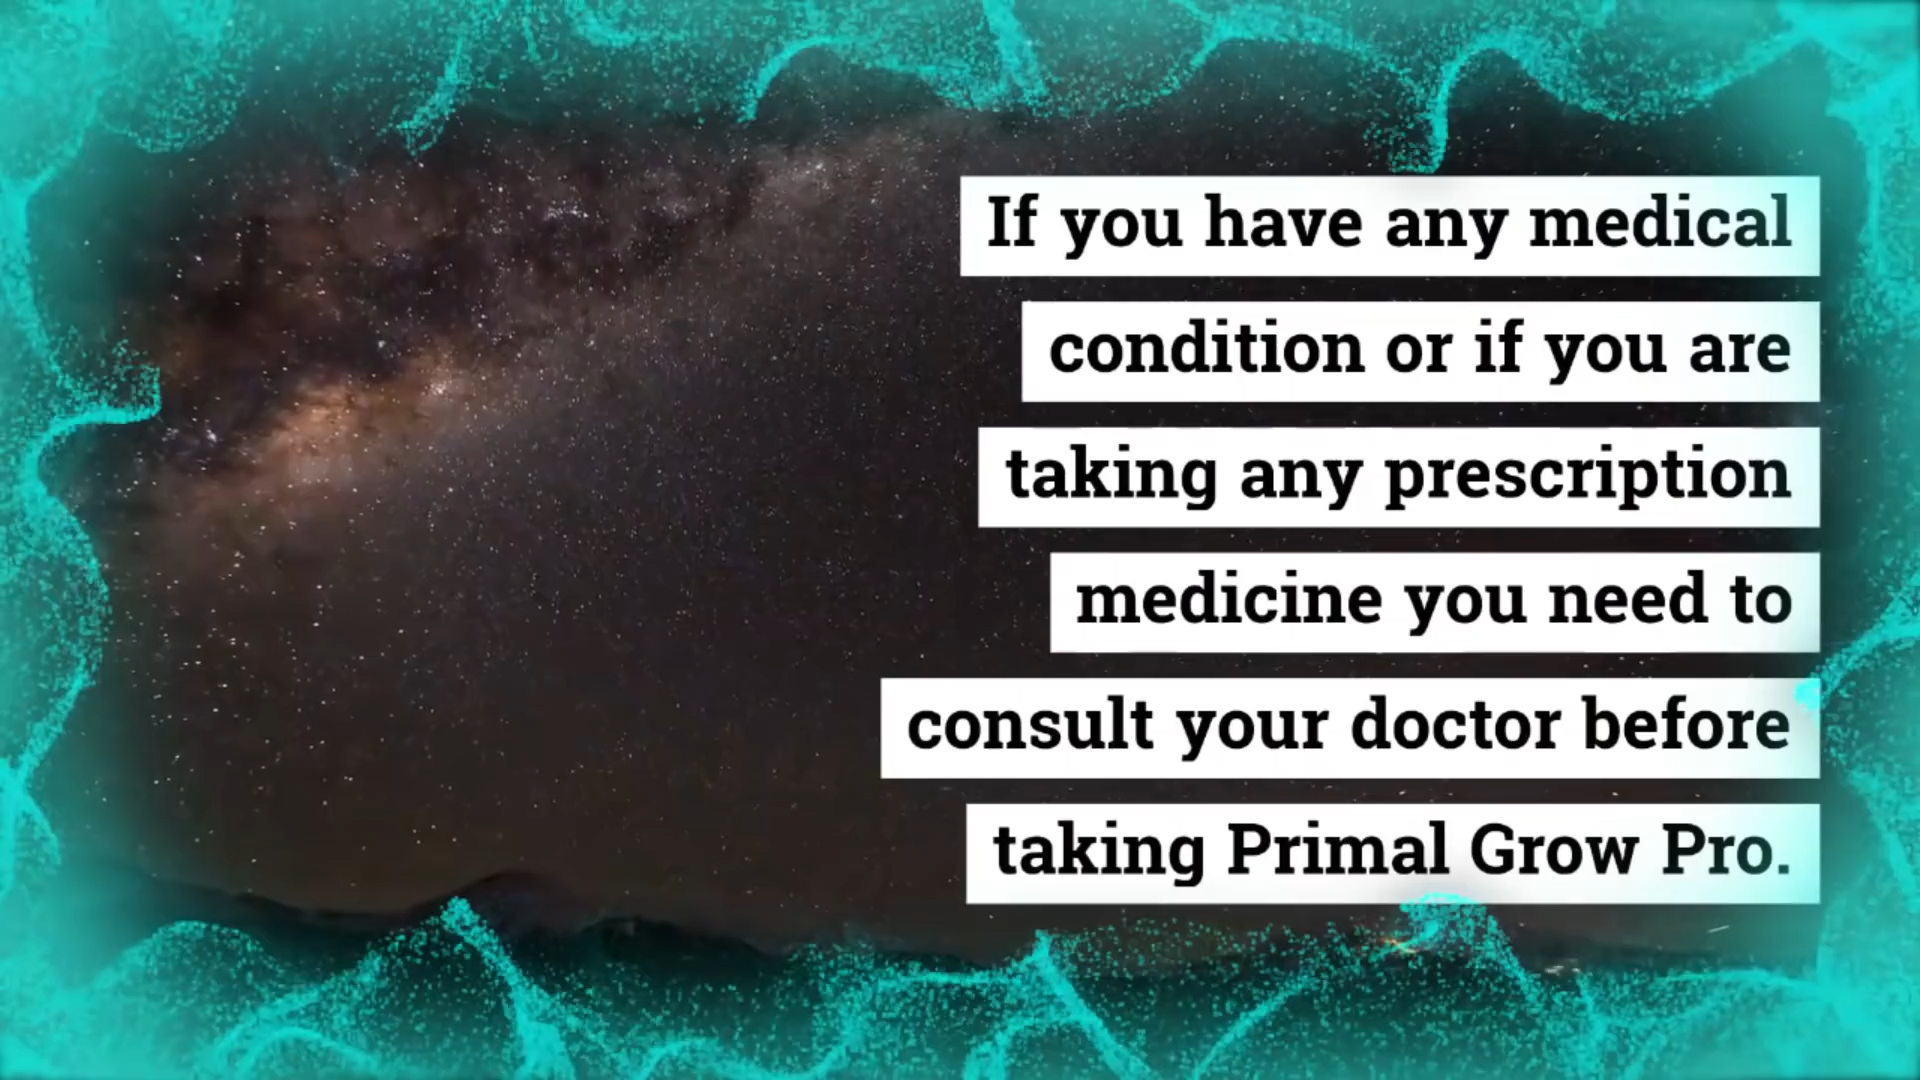 If you have any medical
condition or if you are
taking any prescription
medicine you need to
consult your doctor before
taking Primal Grow Pro.